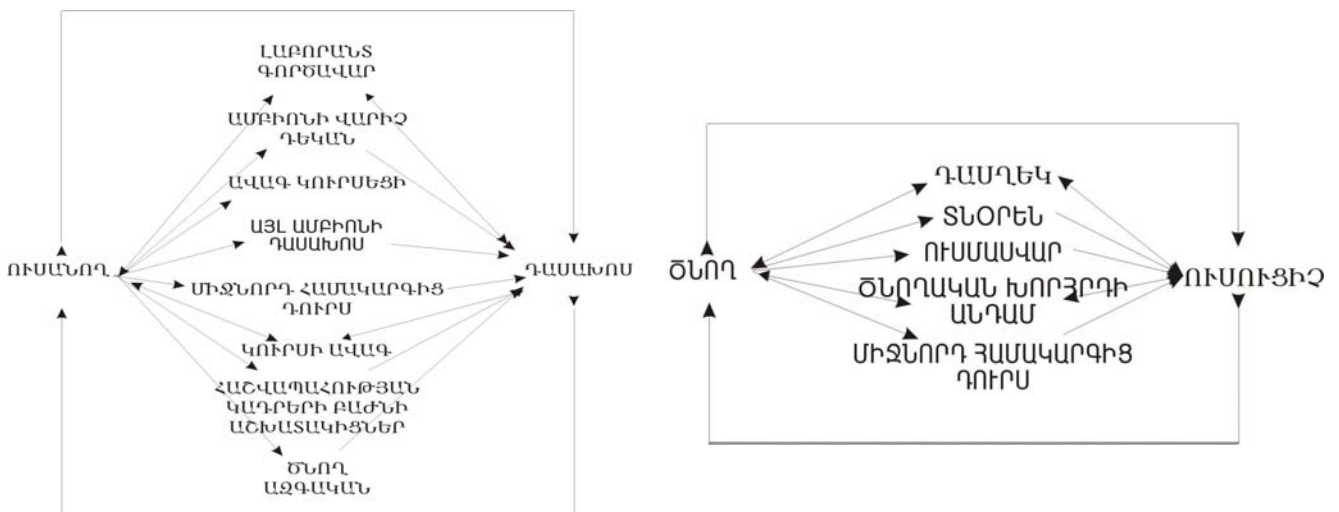 ԼԱԲՈՐԱՆՏ
ԳՈՐԾԱՎԱՐ
ԱՄԲԻՈՆԻ ՎԱՐԻՉ
ԴԵԿԱՆ
ԱՎԱԳ ԿՈՒՐՍԵՑԻ
ԱՅԼ ԱՄԲԻՈՆԻ
ԴԱՍԱԽՈՍ
ՈՒՍԱՆՈՂ
ԴԱՍԱԽՈՍ
ՄԻՋՆՈՐԴ ՀԱՄԱԿԱՐԳԻՑ
ԴՈՒՐՍ
ԿՈՒՐՍԻ ԱՎԱԳ
ՀԱՇՎԱՊԱՀՈՒԹՅԱՆ
ԿԱԴՐԵՐԻ ԲԱԺՆԻ
ԱՇԽԱՏԱԿԻՑՆԵՐ
ԾՆՈՂ
ԱԶԳԱԿԱՆ
ԴԱՍՂԵԿ
ՏՆՕՐԵՆ
ՈՒՍՄԱՍՎԱՐ
ԾՆՈՂ
ՈՒՍՈՒՑԻՉ
ԾՆՈՂԱԿԱՆ ԽՈՐՀՐԴԻ
ԱՆԴԱՄ
ՄԻՋՆՈՐԴ ՀԱՄԱԿԱՐԳԻՑ
ԴՈՒՐՍ